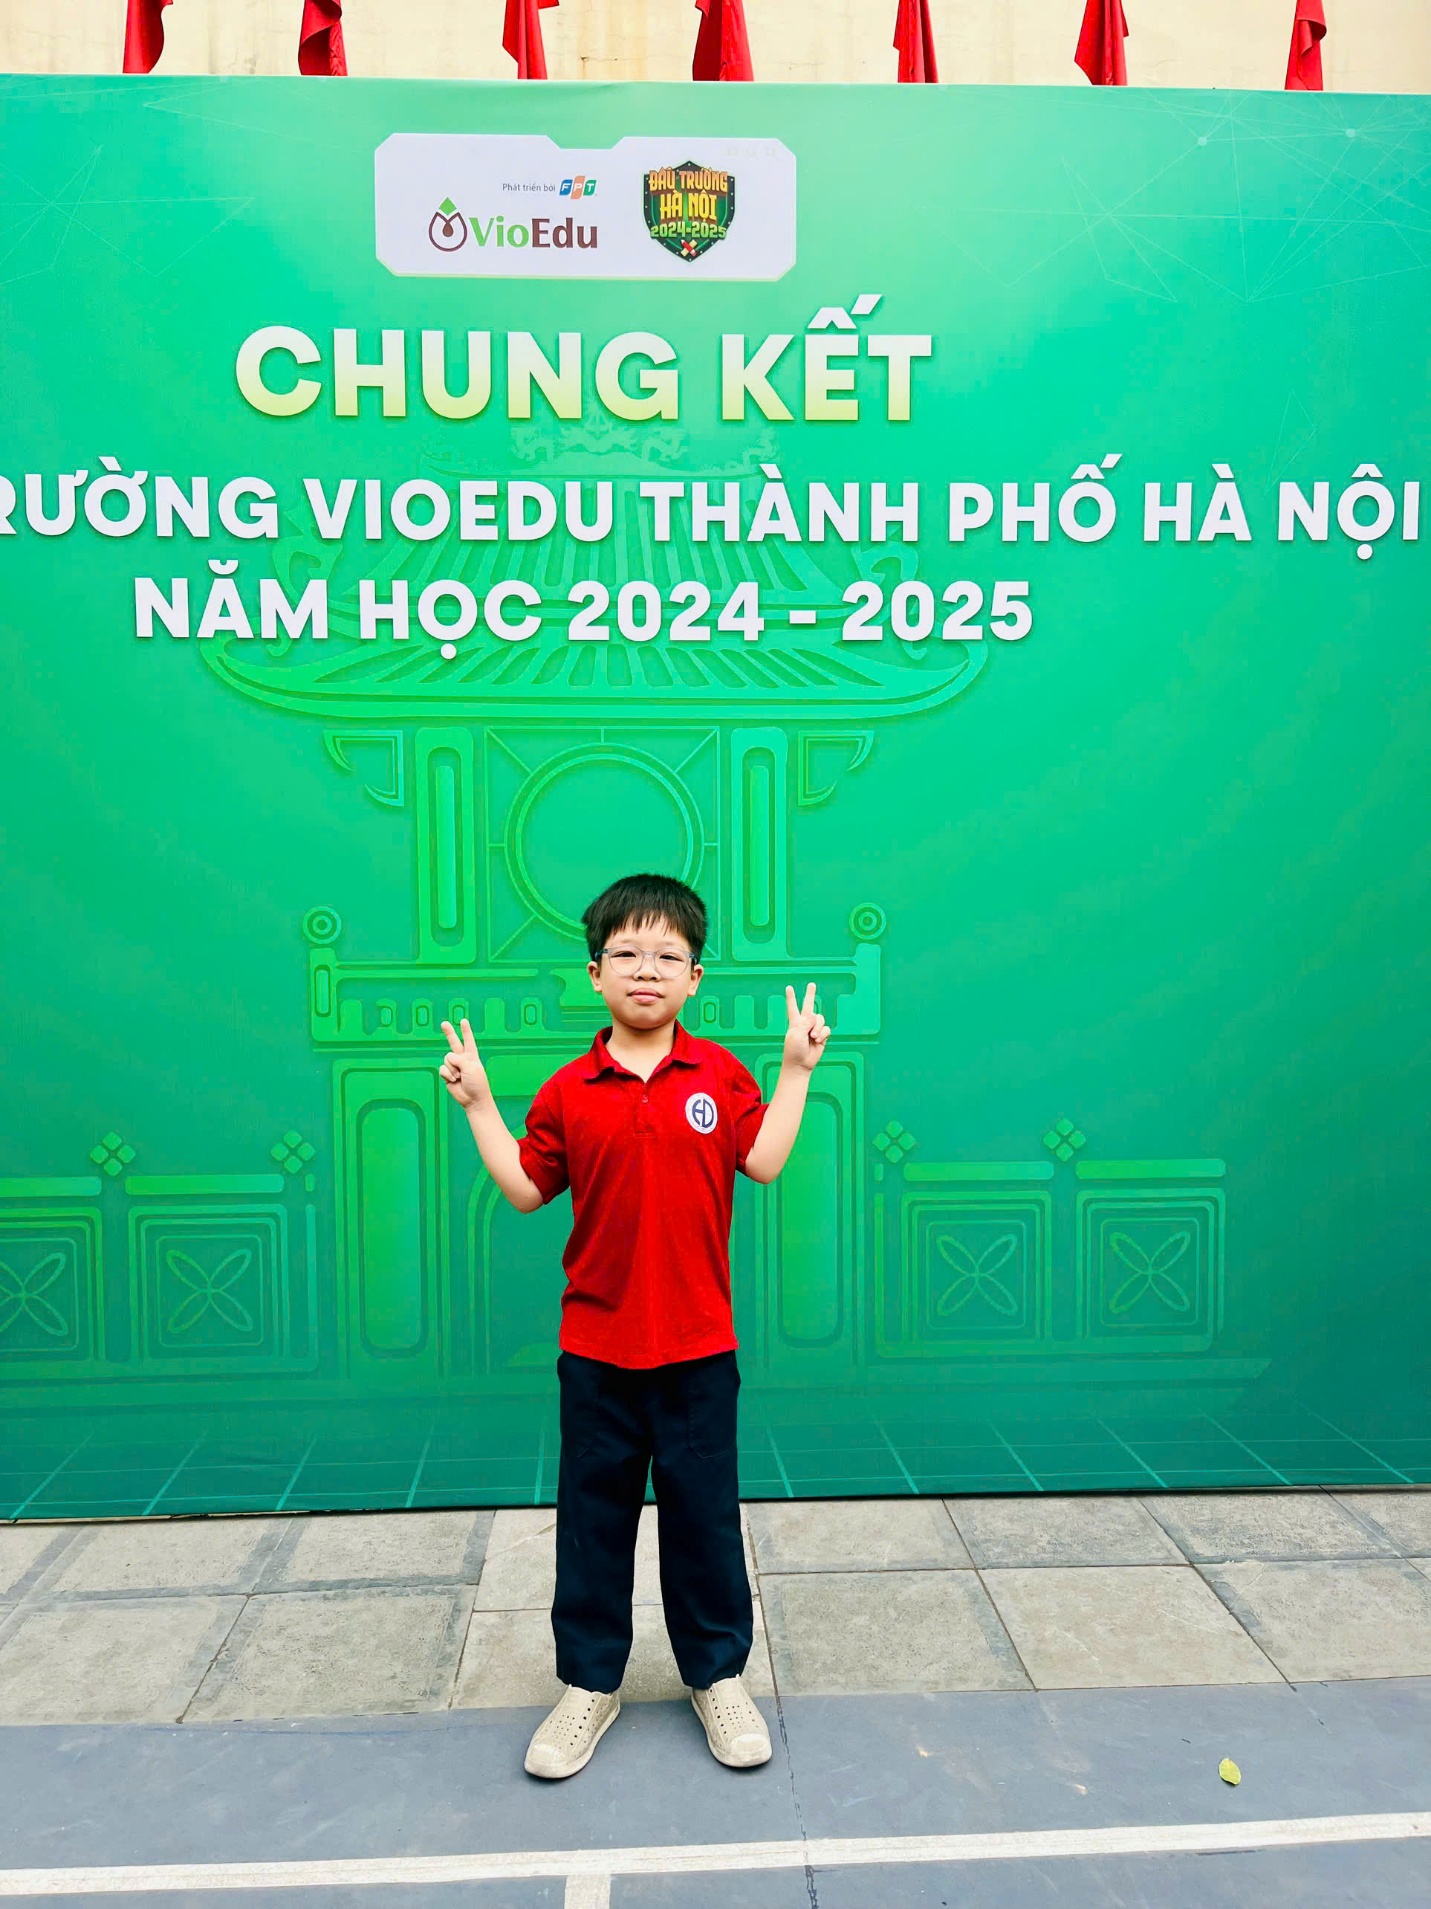 Phát triển bởi FPT
VioEdu
ĐẤU TRƯỜNG
HÀ NỘI
2024-2025
CHUNG KẾT
RƯỜNG VIOEDU THÀNH PHỐ HÀ NỘI
NĂM HỌC 2024 - 2025
HD